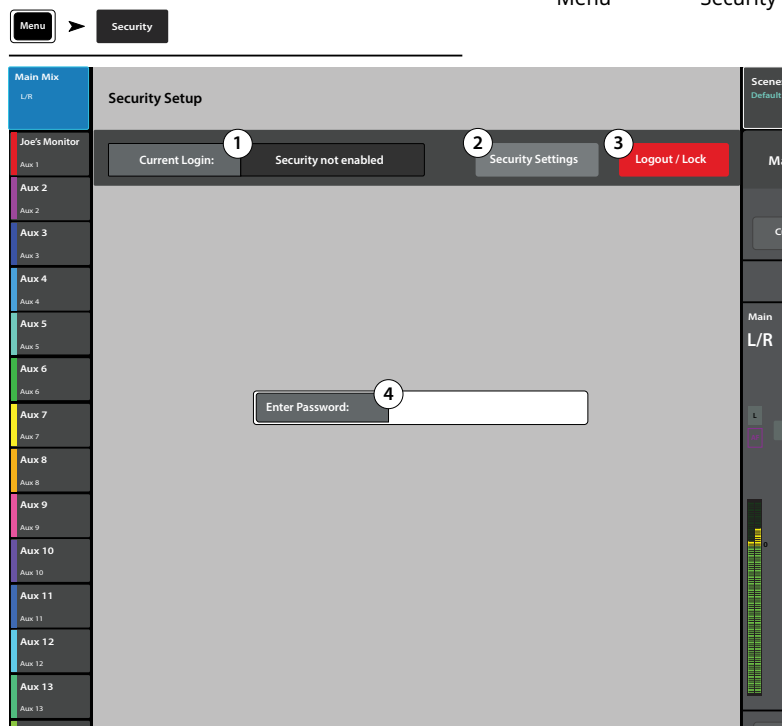 Menu Security
Menu
Security
Main Mix
L/R
Joe's Monitor
Aux 1
Aux 2
Aux 2
Aux 3
Aux 3
Aux 4
Aux 4
Aux 5
Aux 5
Aux 6
Aux 6
Aux 7
Aux 7
Aux 8
Aux 8
Aux 9
Aux 9
Aux 10
Aux 10
Aux 11
Aux 11
Aux 12
Aux 12
Aux 13
Aux 13
Security Setup
1
Current Login: Security not enabled
2
Security Settings
3
Logout / Lock
4
Enter Password:
Scene
Default
Main
L/R
L
0